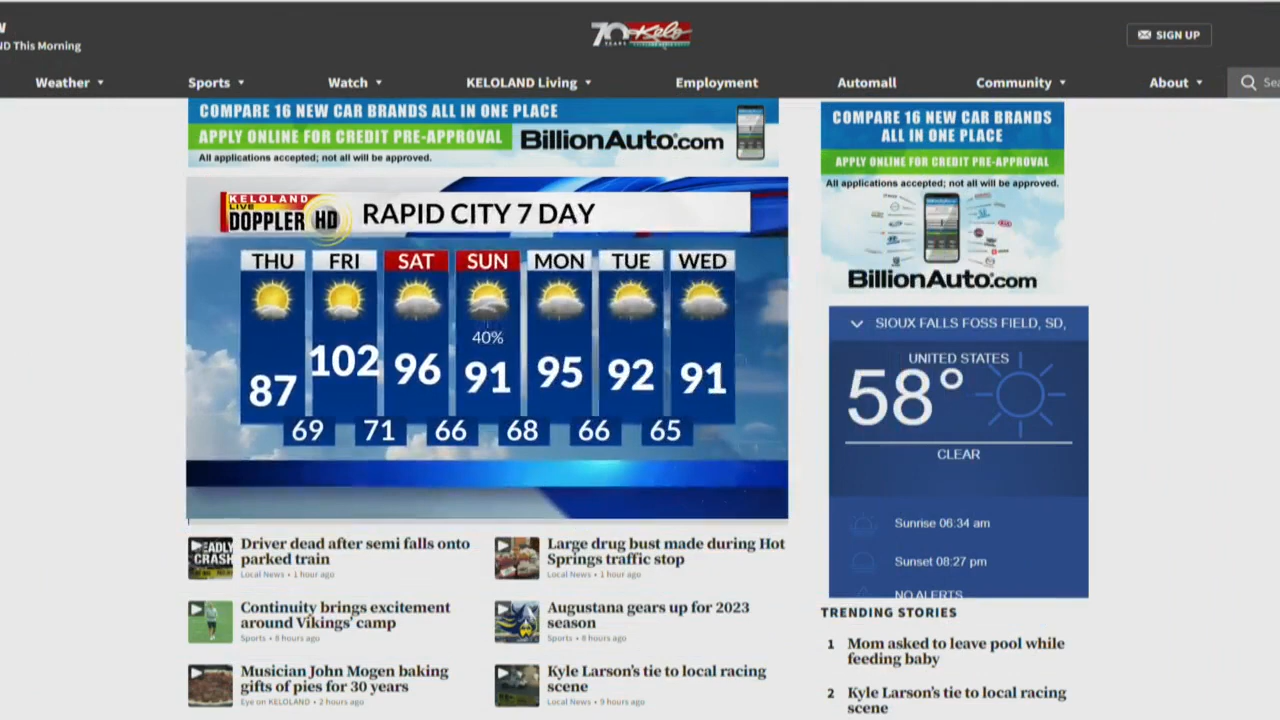 ND This Morning
70 YEARS Kelo
SIGN UP
Weather
Sports
Watch
KELOLAND Living
Employment
Automall
Community
About
COMPARE 16 NEW CAR BRANDS ALL IN ONE PLACE
APPLY ONLINE FOR CREDIT PRE-APPROVAL
BillionAuto.com
All applications accepted; not all will be approved.
COMPARE 16 NEW CAR BRANDS
ALL IN ONE PLACE
APPLY ONLINE FOR CREDIT PRE-APPROVAL
All applications accepted; not all will be approved.
BillionAuto.com
KELOLAND
LIVE
DOPPLER HD
RAPID CITY 7 DAY
THU FRI SAT SUN MON TUE WED
40%
87 102 96 91 95 92 91
69 71 66 68 66 65
SIOUX FALLS FOSS FIELD, SD,
UNITED STATES
58°
CLEAR
Sunrise 06:34 am
Sunset 08:27 pm
NO ALERTS
DEADLY
CRASH
Driver dead after semi falls onto
parked train
Local News • 1 hour ago
Large drug bust made during Hot
Springs traffic stop
Local News • 1 hour ago
Continuity brings excitement
around Vikings' camp
Sports • 8 hours ago
Augustana gears up for 2023
season
Sports • 8 hours ago
Musician John Mogen baking
gifts of pies for 30 years
Eye on KELOLAND • 2 hours ago
Kyle Larson's tie to local racing
scene
Local News • 9 hours ago
TRENDING STORIES
1 Mom asked to leave pool while
feeding baby
2 Kyle Larson's tie to local racing
scene